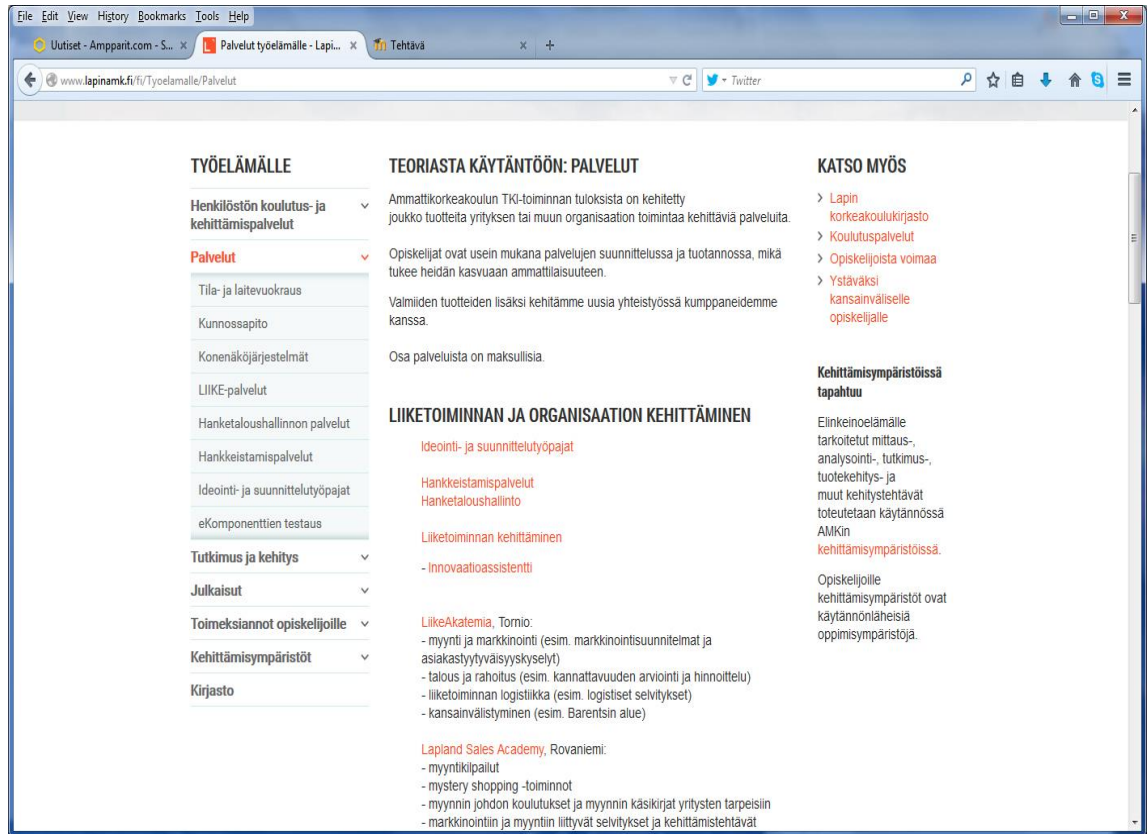 File Edit View History Bookmarks Tools Help
Uutiset - Ampparit.com - S...
Palvelut työelämälle - Lapi...
Tehtävä
www.lapinamk.fi/fi/Tyoelamalle/Palvelut
Twitter
TYÖELÄMÄLLE
Henkilöstön koulutus- ja
kehittämispalvelut
Palvelut
Tila- ja laitevuokraus
Kunnossapito
Konenäköjärjestelmät
LIIKE-palvelut
Hanketaloushallinnon palvelut
Hankkeistamispalvelut
Ideointi- ja suunnittelutyöpajat
eKomponenttien testaus
Tutkimus ja kehitys
Julkaisut
Toimeksiannot opiskelijoille
Kehittämisympäristöt
Kirjasto
TEORIASTA KÄYTÄNTÖÖN: PALVELUT
Ammattikorkeakoulun TKI-toiminnan tuloksista on kehitetty
joukko tuotteita yrityksen tai muun organisaation toimintaa kehittäviä palveluita.
Opiskelijat ovat usein mukana palvelujen suunnittelussa ja tuotannossa, mikä
tukee heidän kasvuaan ammattilaisuuteen.
Valmiiden tuotteiden lisäksi kehitämme uusia yhteistyössä kumppaneidemme
kanssa.
Osa palveluista on maksullisia.
LIIKETOIMINNAN JA ORGANISAATION KEHITTÄMINEN
Ideointi- ja suunnittelutyöpajat
Hankkeistamispalvelut
Hanketaloushallinto
Liiketoiminnan kehittäminen
- Innovaatioassistentti
LiikeAkatemia, Tornio:
- myynti ja markkinointi (esim. markkinointisuunnitelmat ja
asiakastyytyväisyyskyselyt)
- talous ja rahoitus (esim. kannattavuuden arviointi ja hinnoittelu)
- liiketoiminnan logistiikka (esim. logistiset selvitykset)
- kansainvälistyminen (esim. Barentsin alue)
Lapland Sales Academy, Rovaniemi:
- myyntikilpailut
- mystery shopping -toiminnot
- myynnin johdon koulutukset ja myynnin käsikirjat yritysten tarpeisiin
- markkinointiin ja myyntiin liittyvät selvitykset ja kehittämistehtävät
KATSO MYÖS
Lapin
korkeakoulukirjasto
Koulutuspalvelut
Opiskelijoista voimaa
Ystäväksi
kansainväliselle
opiskelijalle
Kehittämisympäristöissä
tapahtuu
Elinkeinoelämälle
tarkoitetut mittaus-,
analysointi-, tutkimus-,
tuotekehitys- ja
muut kehitystehtävät
toteutetaan käytännössä
AMKin
kehittämisympäristöissä.
Opiskelijoille
kehittämisympäristöt ovat
käytännönläheisiä
oppimisympäristöjä.